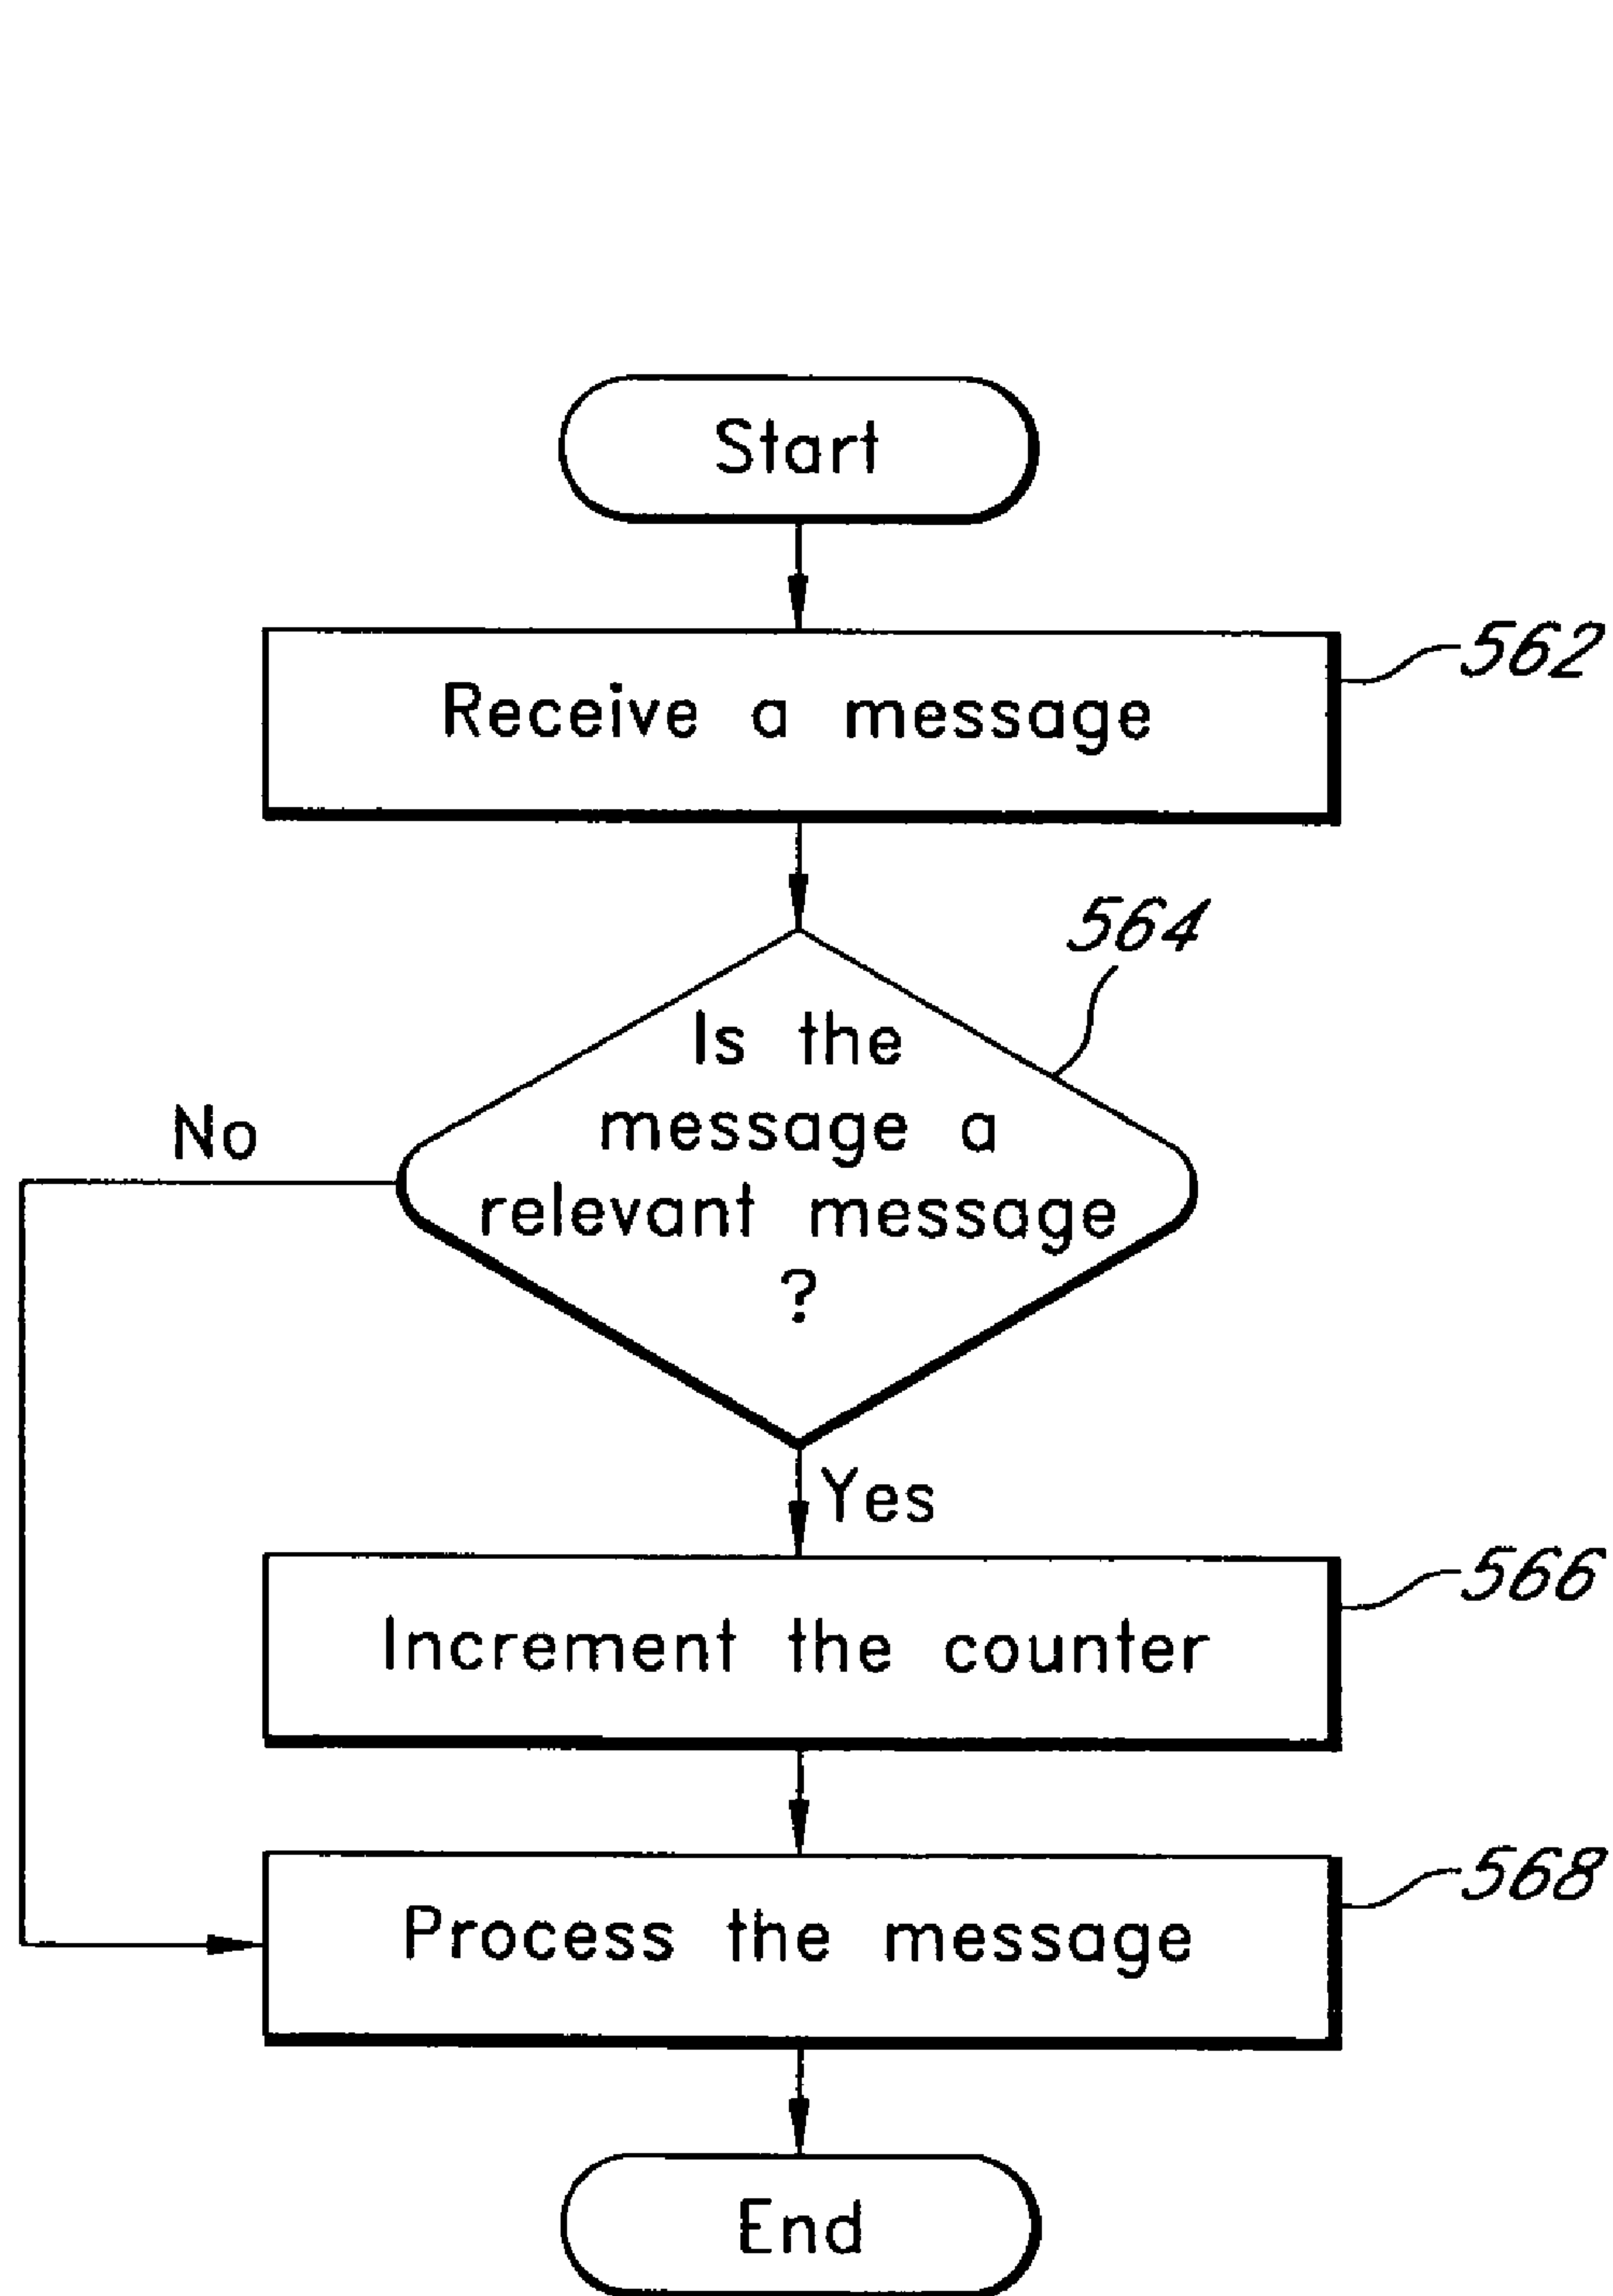 Start
Receive a message
562
564
Is the
message a
relevant message
?
No
Yes
Increment the counter
566
Process the message
568
End